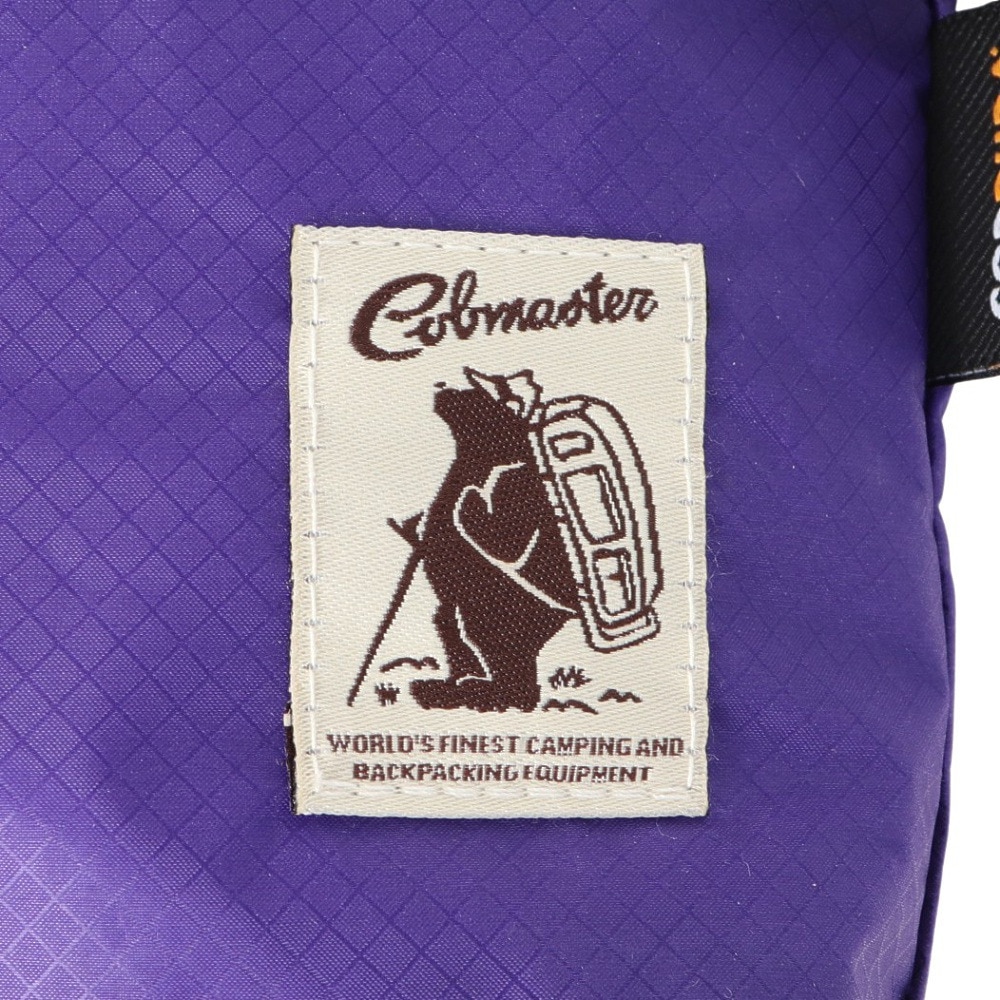 Cobmaster
WORLD'S FINEST CAMPING AND
BACKPACKING EQUIPMENT